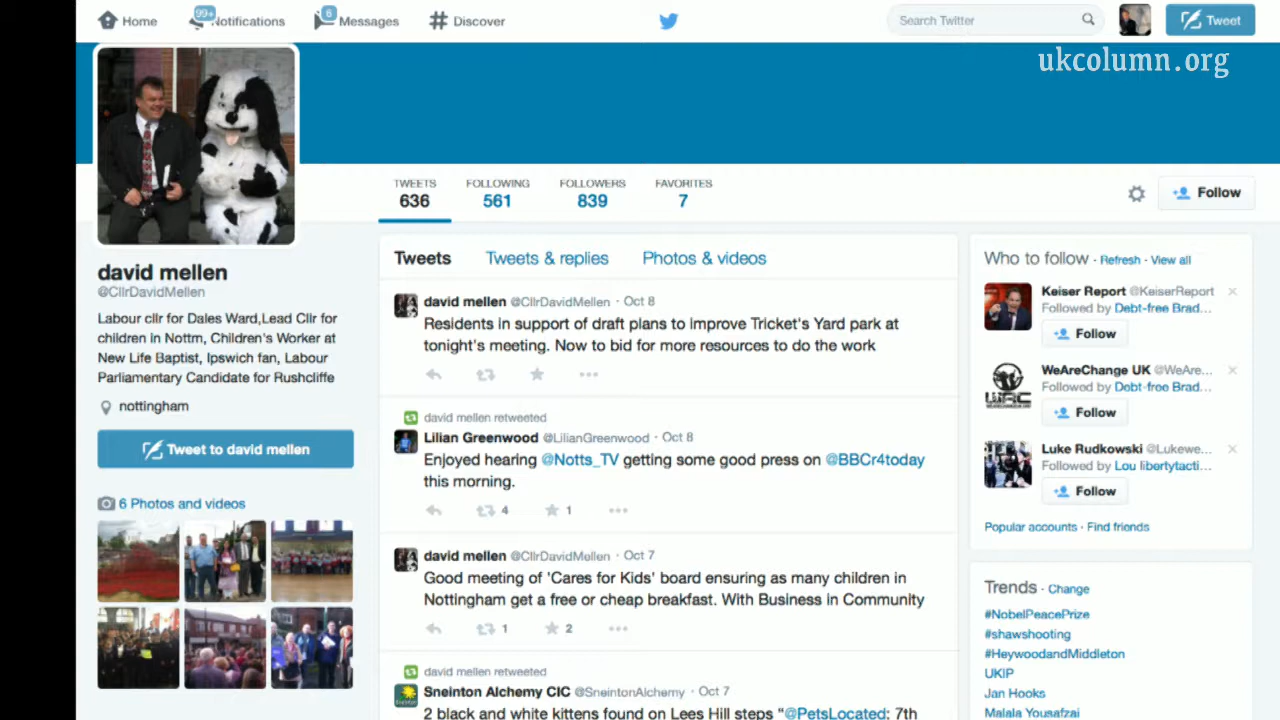 Home
99+
Notifications
6
Messages
Discover
Search Twitter
Tweet
ukcolumn.org
TWEETS
636
FOLLOWING
561
FOLLOWERS
839
FAVORITES
7
Follow
david mellen
@CllrDavidMellen
Labour cllr for Dales Ward,Lead Cllr for
children in Nottm, Children's Worker at
New Life Baptist, Ipswich fan, Labour
Parliamentary Candidate for Rushcliffe
nottingham
Tweet to david mellen
6 Photos and videos
Tweets
Tweets & replies
Photos & videos
david mellen @CllrDavidMellen · Oct 8
Residents in support of draft plans to improve Tricket's Yard park at
tonight's meeting. Now to bid for more resources to do the work
david mellen retweeted
Lilian Greenwood @LilianGreenwood · Oct 8
Enjoyed hearing @Notts_TV getting some good press on @BBCr4today
this morning.
4
1
david mellen @CllrDavidMellen · Oct 7
Good meeting of 'Cares for Kids' board ensuring as many children in
Nottingham get a free or cheap breakfast. With Business in Community
1
2
david mellen retweeted
Sneinton Alchemy CIC @SneintonAlchemy · Oct 7
2 black and white kittens found on Lees Hill steps "@PetsLocated: 7th
Who to follow · Refresh · View all
Keiser Report @KeiserReport
Followed by Debt-free Brad...
Follow
WeAreChange UK @WeAre...
Followed by Debt-free Brad...
Follow
WRC
Luke Rudkowski @Lukewe...
Followed by Lou libertytacti...
Follow
Popular accounts · Find friends
Trends · Change
#NobelPeacePrize
#shawshooting
#HeywoodandMiddleton
UKIP
Jan Hooks
Malala Yousafzai